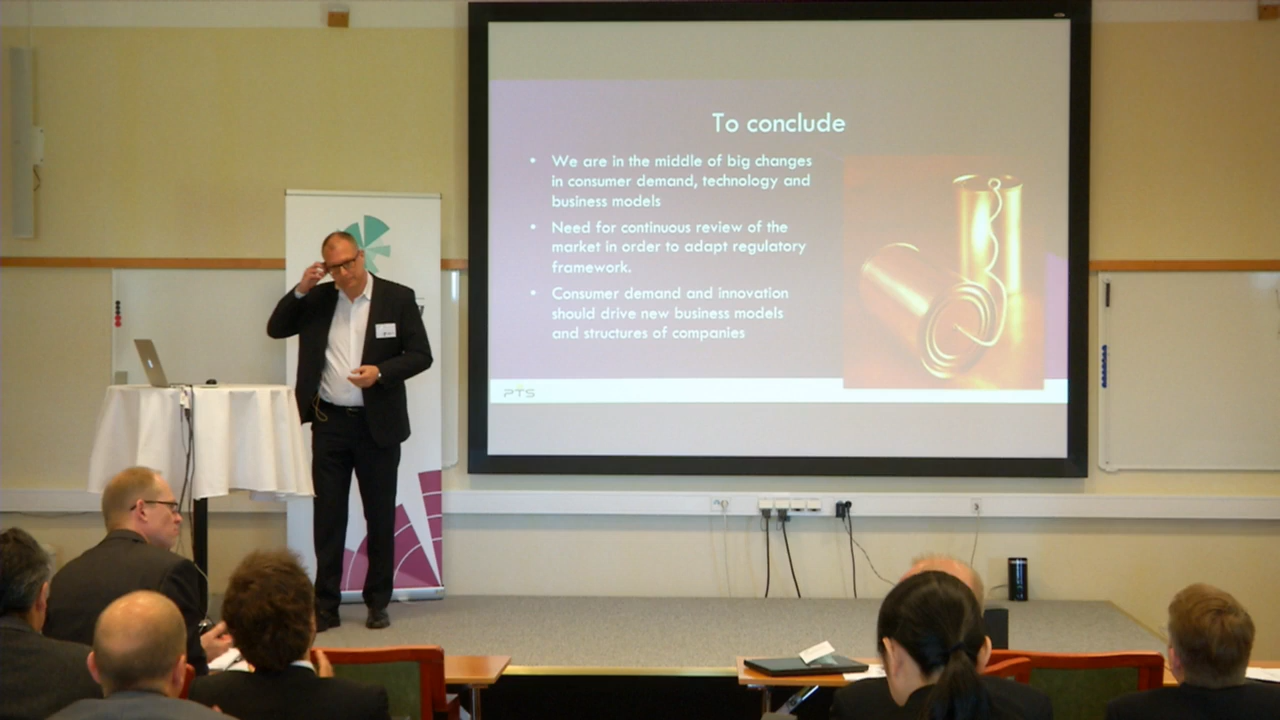 To conclude
• We are in the middle of big changes
in consumer demand, technology and
business models
• Need for continuous review of the
market in order to adapt regulatory
framework.
• Consumer demand and innovation
should drive new business models
and structures of companies
PTS